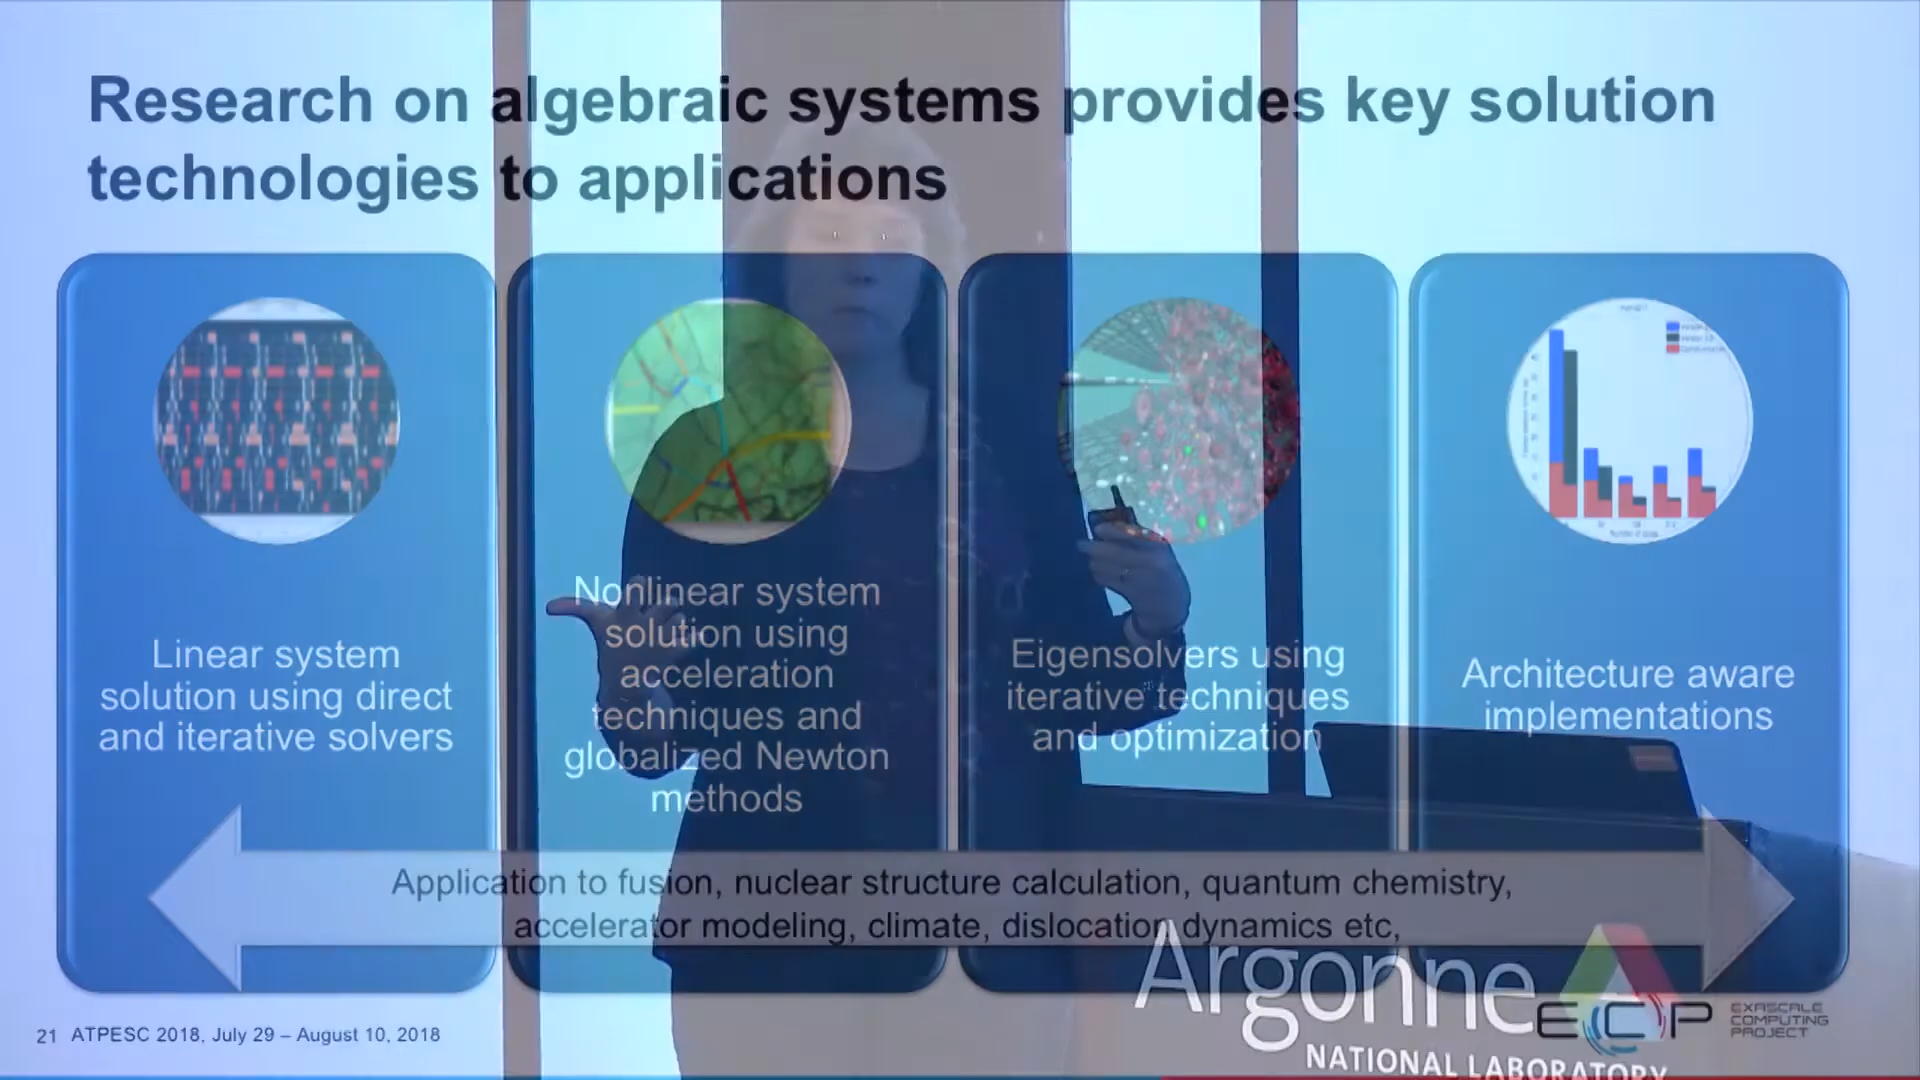 Research on algebraic systems provides key solution
technologies to applications
Linear system
solution using direct
and iterative solvers
Nonlinear system
solution using
acceleration
techniques and
globalized Newton
methods
Eigensolvers using
iterative techniques
and optimization
Architecture aware
implementations
Application to fusion, nuclear structure calculation, quantum chemistry,
accelerator modeling, climate, dislocation dynamics etc,
21 ATPESC 2018, July 29 – August 10, 2018
Argonne
NATIONAL LABORATORY
ECP
EXASCALE
COMPUTING
PROJECT